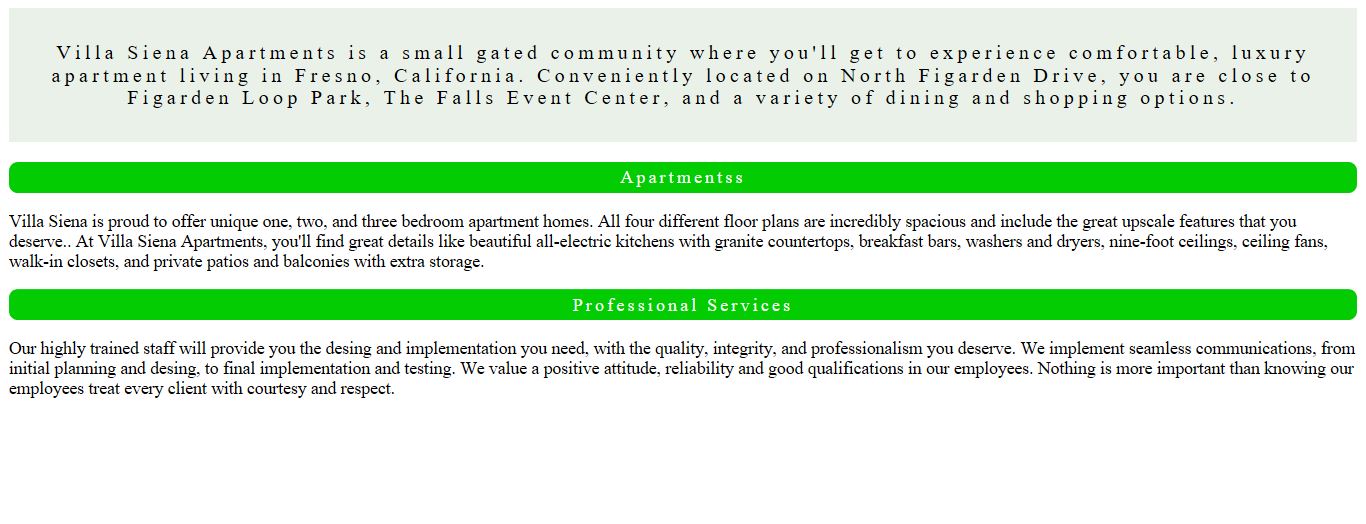 Villa Siena Apartments is a small gated community where you'll get to experience comfortable, luxury
apartment living in Fresno, California. Conveniently located on North Figarden Drive, you are close to
Figarden Loop Park, The Falls Event Center, and a variety of dining and shopping options.
Apartmentss
Villa Siena is proud to offer unique one, two, and three bedroom apartment homes. All four different floor plans are incredibly spacious and include the great upscale features that you
deserve.. At Villa Siena Apartments, you'll find great details like beautiful all-electric kitchens with granite countertops, breakfast bars, washers and dryers, nine-foot ceilings, ceiling fans,
walk-in closets, and private patios and balconies with extra storage.
Professional Services
Our highly trained staff will provide you the desing and implementation you need, with the quality, integrity, and professionalism you deserve. We implement seamless communications, from
initial planning and desing, to final implementation and testing. We value a positive attitude, reliability and good qualifications in our employees. Nothing is more important than knowing our
employees treat every client with courtesy and respect.